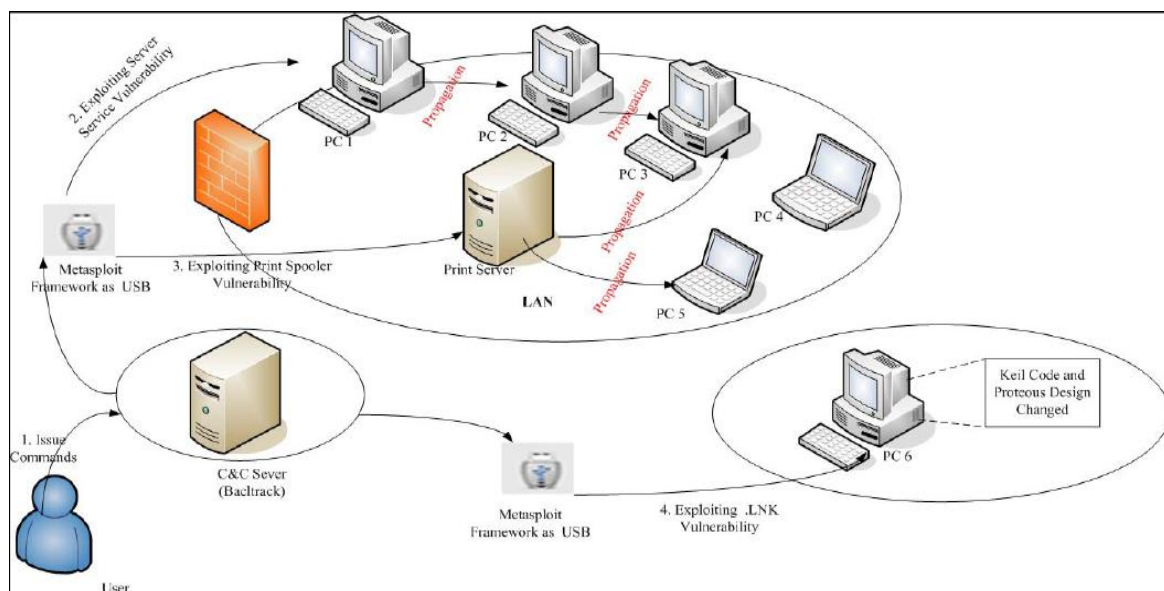 2. Exploiting Server
Service Vulnerability
PC 1
Propagation
PC 2
Propagation
PC 3
PC 4
Metasploit
Framework as USB
3. Exploiting Print Spooler
Vulnerability
Print Server
Propagation
Propagation
LAN
PC 5
Keil Code and
Proteous Design
Changed
PC 6
1. Issue
Commands
C&C Sever
(Bacltrack)
Metasploit
Framework as USB
4. Exploiting .LNK
Vulnerability
User